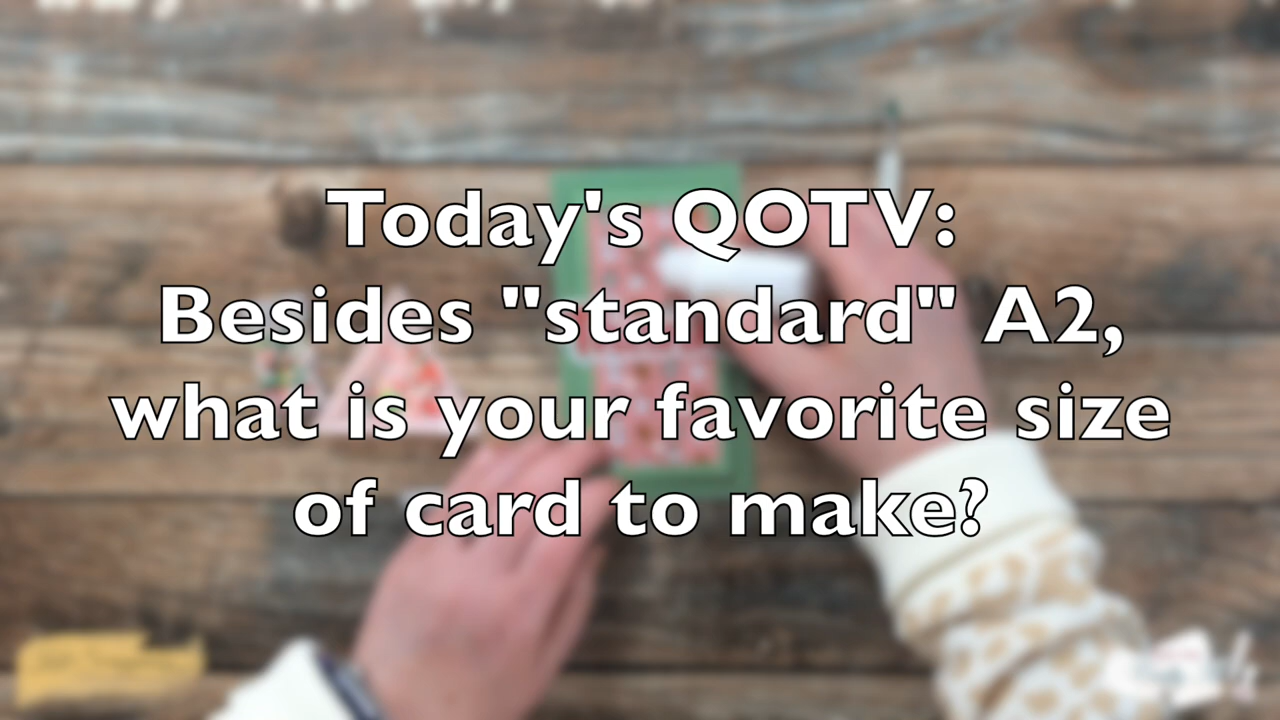 Today's QOTV:
Besides "standard" A2,
what is your favorite size
of card to make?